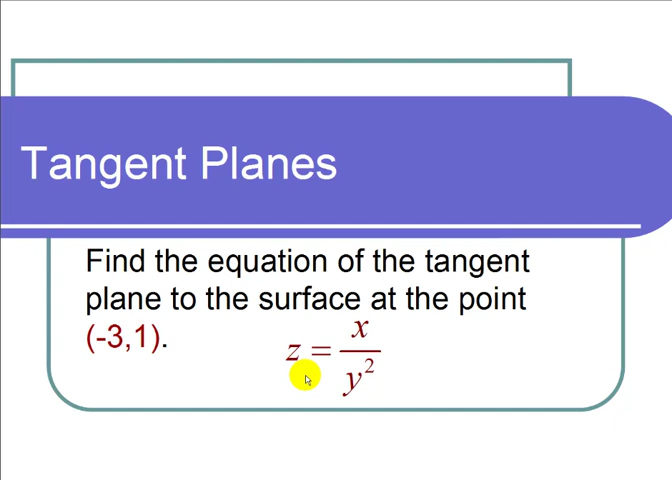 Tangent Planes
Find the equation of the tangent
plane to the surface at the point
(-3,1).
z = x/y²